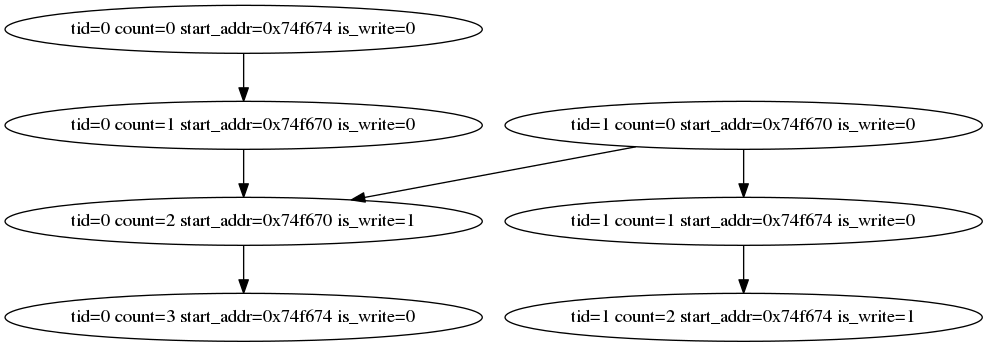 tid=0 count=0 start_addr=0x74f674 is_write=0
tid=0 count=1 start_addr=0x74f670 is_write=0
tid=1 count=0 start_addr=0x74f670 is_write=0
tid=0 count=2 start_addr=0x74f670 is_write=1
tid=1 count=1 start_addr=0x74f674 is_write=0
tid=0 count=3 start_addr=0x74f674 is_write=0
tid=1 count=2 start_addr=0x74f674 is_write=1